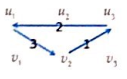 u₁ u₂ u₃
2
3 1
v₁ v₂ v₃